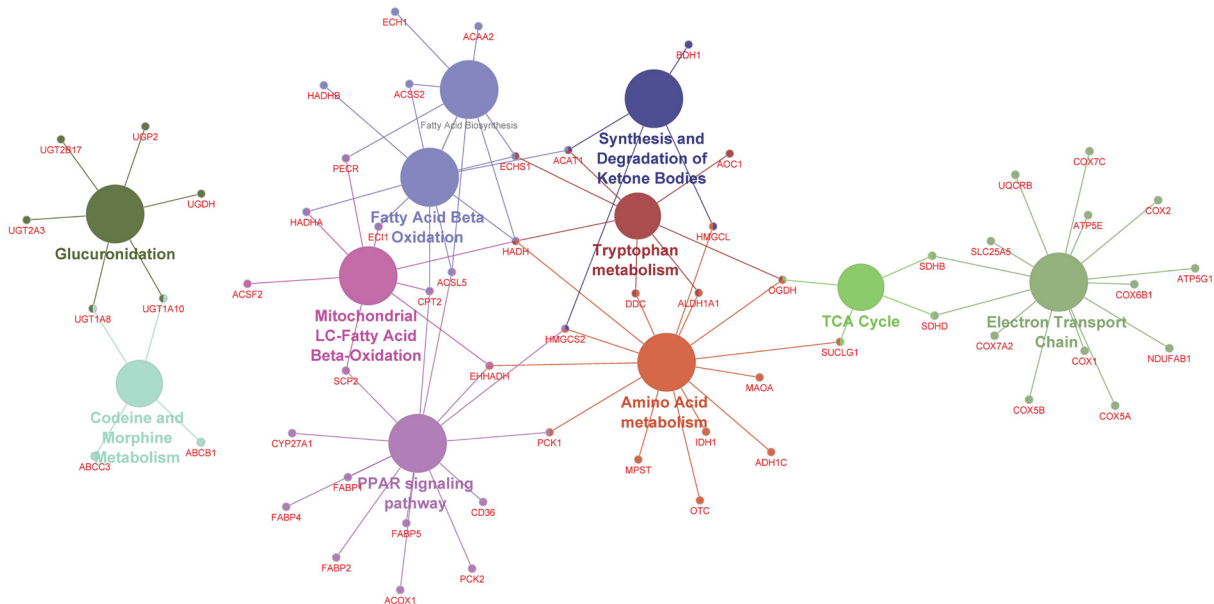 ECH1
ACAA2
BDH1
HADHB
ACSS2
Fatty Acid Biosynthesis
UGP2
UGT2B17
Synthesis and
Degradation of
Ketone Bodies
COX7C
PECR
ECHS1
ACAT1
AOC1
UQCRB
UGDH
UGT2A3
Glucuronidation
HADHA
Fatty Acid Beta
Oxidation
ECI1
HADH
Tryptophan
metabolism
HMGCL
COX2
ATP5E
SLC25A5
SDHB
ATP5G1
ACSF2
ACSL5
CPT2
DDC
ALDH1A1
OGDH
COX6B1
UGT1A8
UGT1A10
Mitochondrial
LC-Fatty Acid
Beta-Oxidation
TCA Cycle
SDHD
Electron Transport
Chain
HMGCS2
SUCLG1
COX7A2
COX1
NDUFAB1
SCP2
EHHADH
MAOA
Amino Acid
metabolism
COX5B
COX5A
Codeine and
Morphine
Metabolism
ABCC3
ABCB1
CYP27A1
PCK1
IDH1
ADH1C
MPST
PPAR signaling
pathway
FABP1
FABP4
CD36
OTC
FABP5
FABP2
PCK2
ACOX1